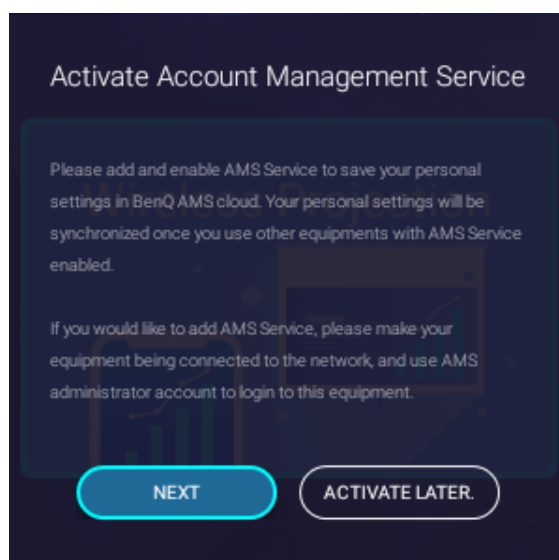 Activate Account Management Service
Please add and enable AMS Service to save your personal
settings in BenQ AMS cloud. Your personal settings will be
synchronized once you use other equipments with AMS Service
enabled.
Wireless Projection
If you would like to add AMS Service, please make your
equipment being connected to the network, and use AMS
administrator account to login to this equipment.
NEXT
ACTIVATE LATER.